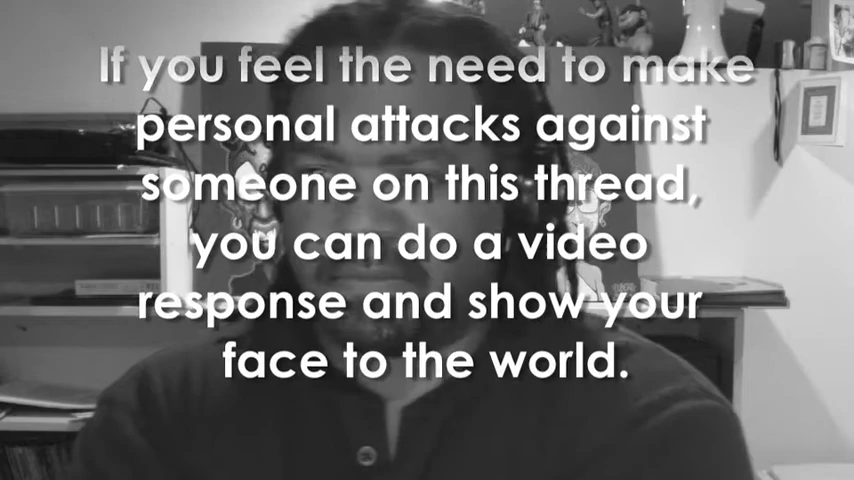 If you feel the need to make
personal attacks against
someone on this thread,
you can do a video
response and show your
face to the world.